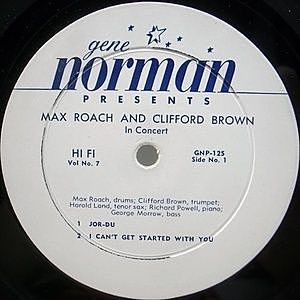 gene
norman
PRESENTS
MAX ROACH AND CLIFFORD BROWN
In Concert
HI FI GNP-125
Vol No. 7 Side No. 1
Max Roach, drums; Clifford Brown, trumpet;
Harold Land, tenor sax; Richard Powell, piano;
George Morrow, bass
1 JOR-DU
2 I CAN'T GET STARTED WITH YOU